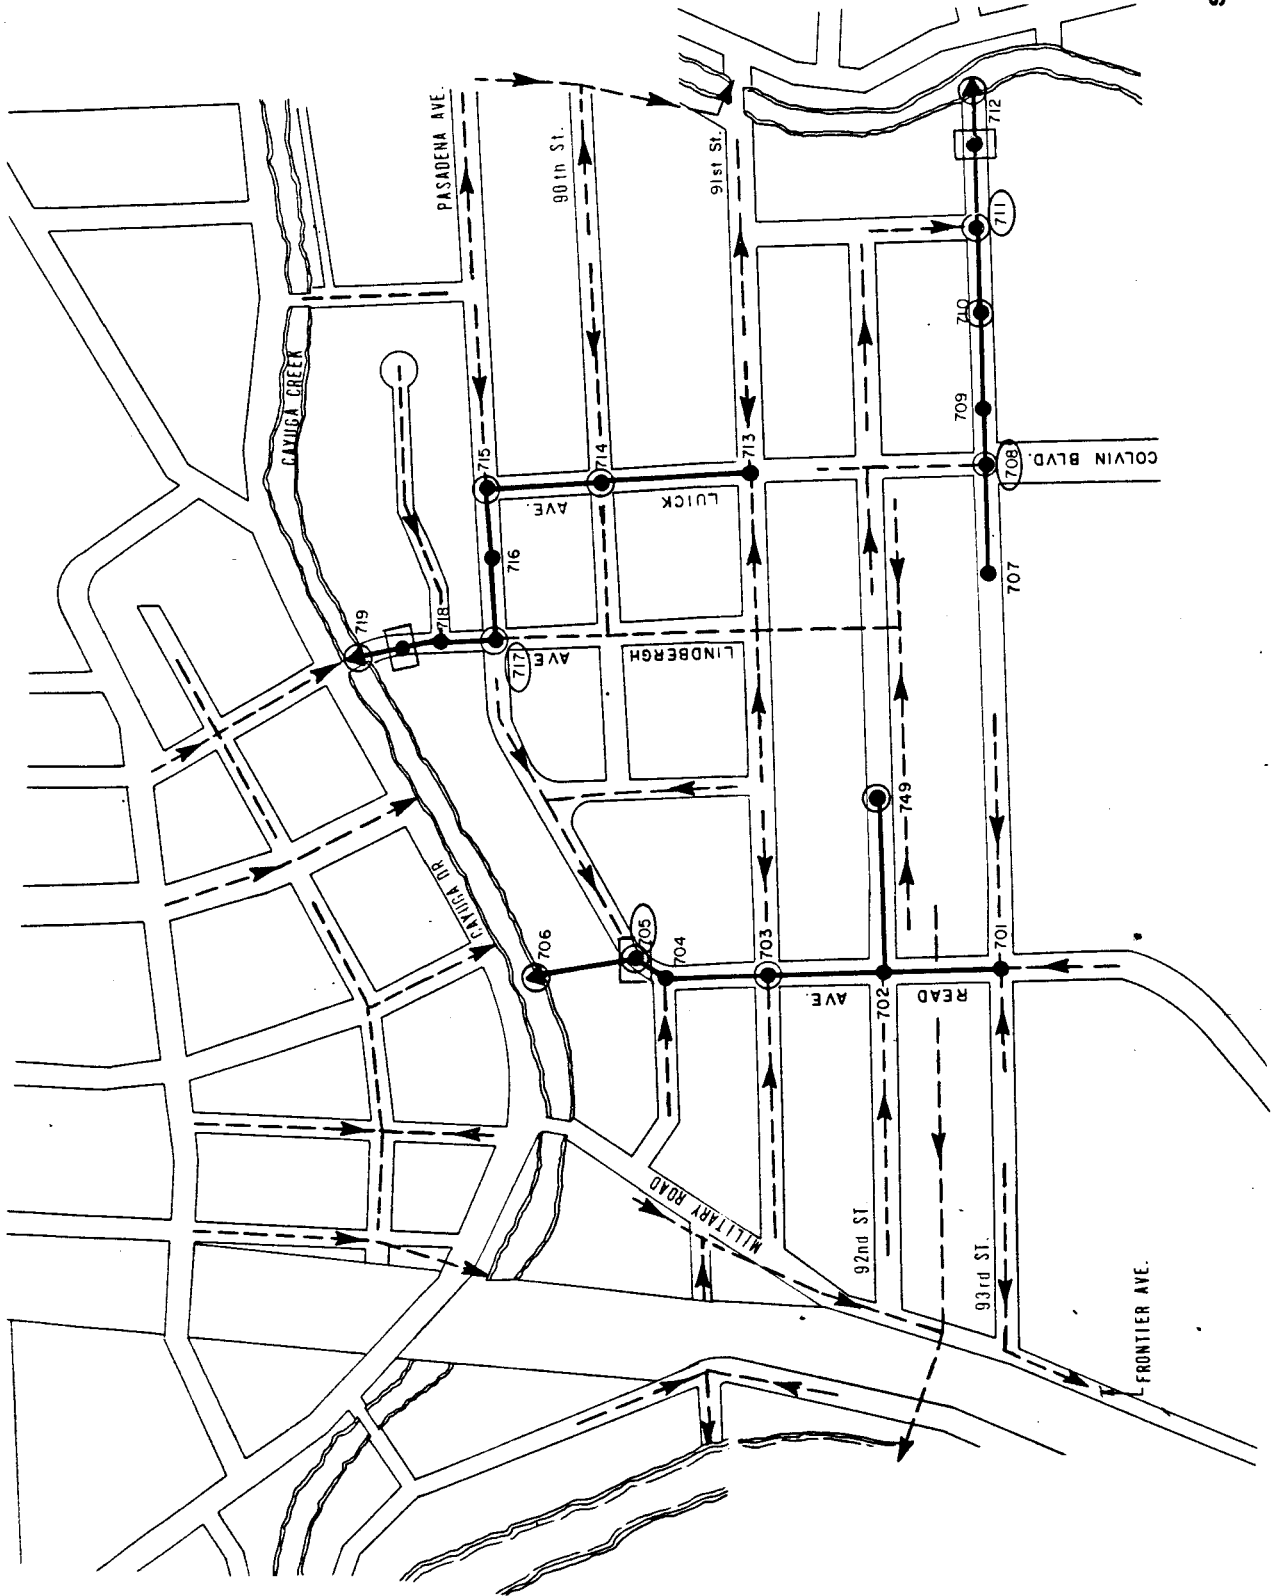 S
PASADENA AVE.
90th St.
91st St.
712
711
710
709
708
COLVIN BLVD.
707
CAYUGA CREEK
715
714
713
AVE.
LUICK
716
719
718
717
AVE.
LINDBERGH
749
CAYUGA DR.
706
705
704
703
AVE.
702
READ
701
MILITARY ROAD
92nd ST
93rd ST.
FRONTIER AVE.